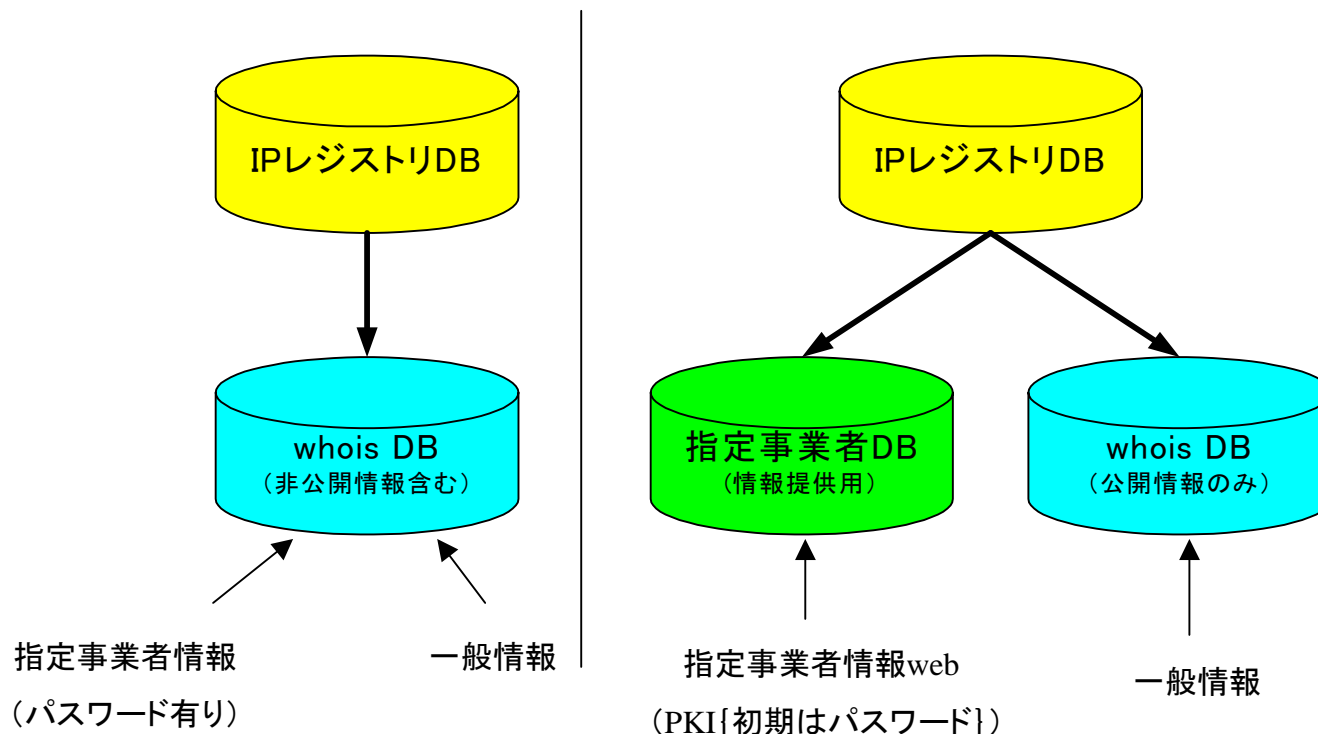 IPレジストリDB
whois DB
（非公開情報含む）
指定事業者情報
（パスワード有り）
一般情報
IPレジストリDB
指定事業者DB
（情報提供用）
whois DB
（公開情報のみ）
指定事業者情報web
（PKI{初期はパスワード}）
一般情報